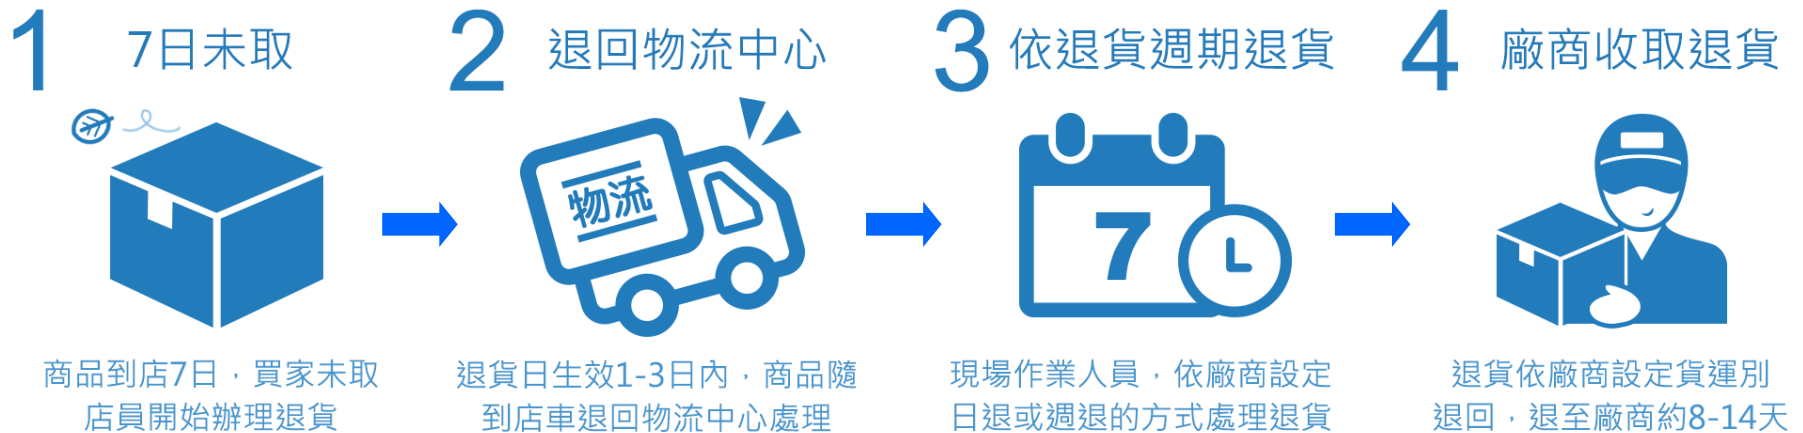 1 7日未取
商品到店7日，買家未取
店員開始辦理退貨
2 退回物流中心
物流
退貨日生效1-3日內，商品隨
到店車退回物流中心處理
3 依退貨週期退貨
7
現場作業人員，依廠商設定
日退或週退的方式處理退貨
4 廠商收取退貨
退貨依廠商設定貨運別
退回，退至廠商約8-14天